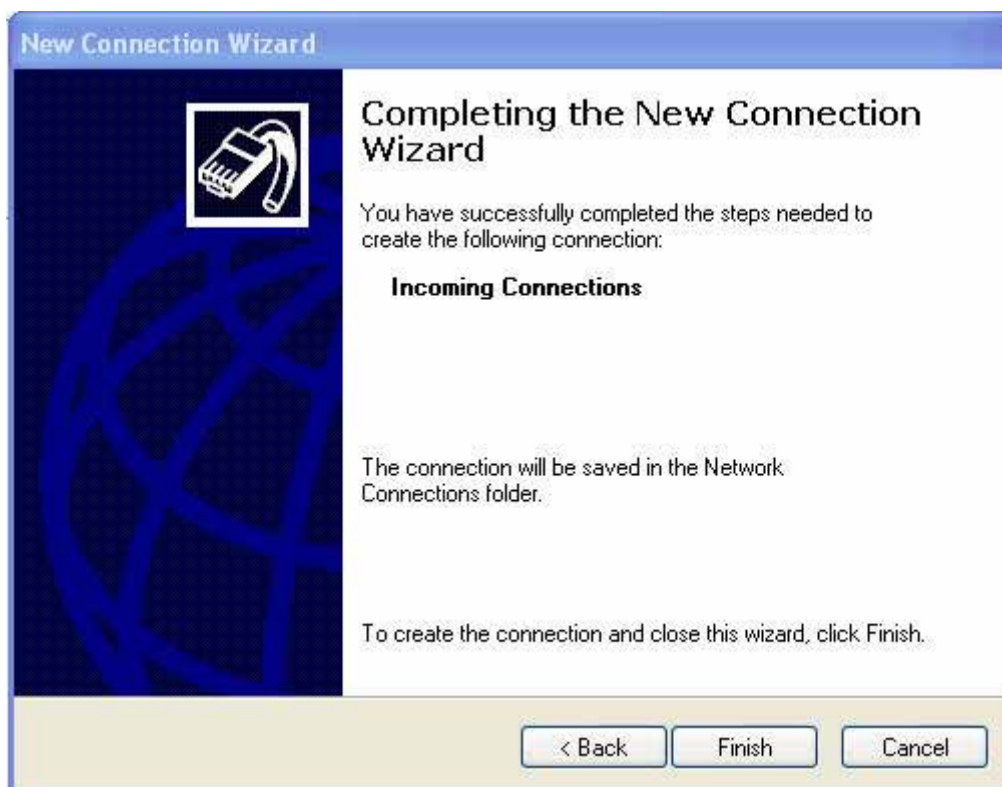 New Connection Wizard
Completing the New Connection
Wizard
You have successfully completed the steps needed to
create the following connection:
Incoming Connections
The connection will be saved in the Network
Connections folder.
To create the connection and close this wizard, click Finish.
< Back
Finish
Cancel